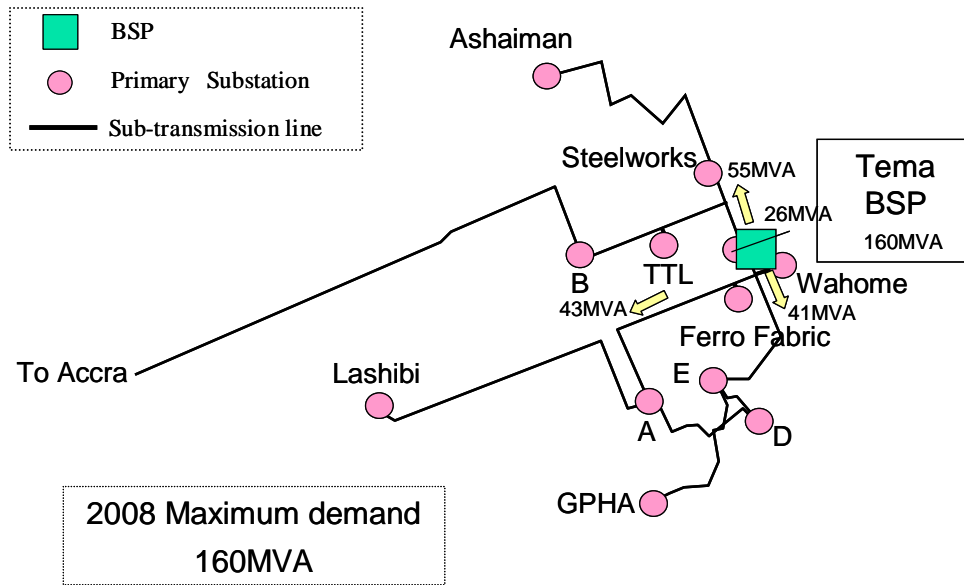 BSP
Primary Substation
Sub-transmission line
Ashaiman
Steelworks
55MVA
26MVA
Tema
BSP
160MVA
B
TTL
Wahome
43MVA
41MVA
Ferro Fabric
To Accra
Lashibi
E
A
D
GPHA
2008 Maximum demand
160MVA